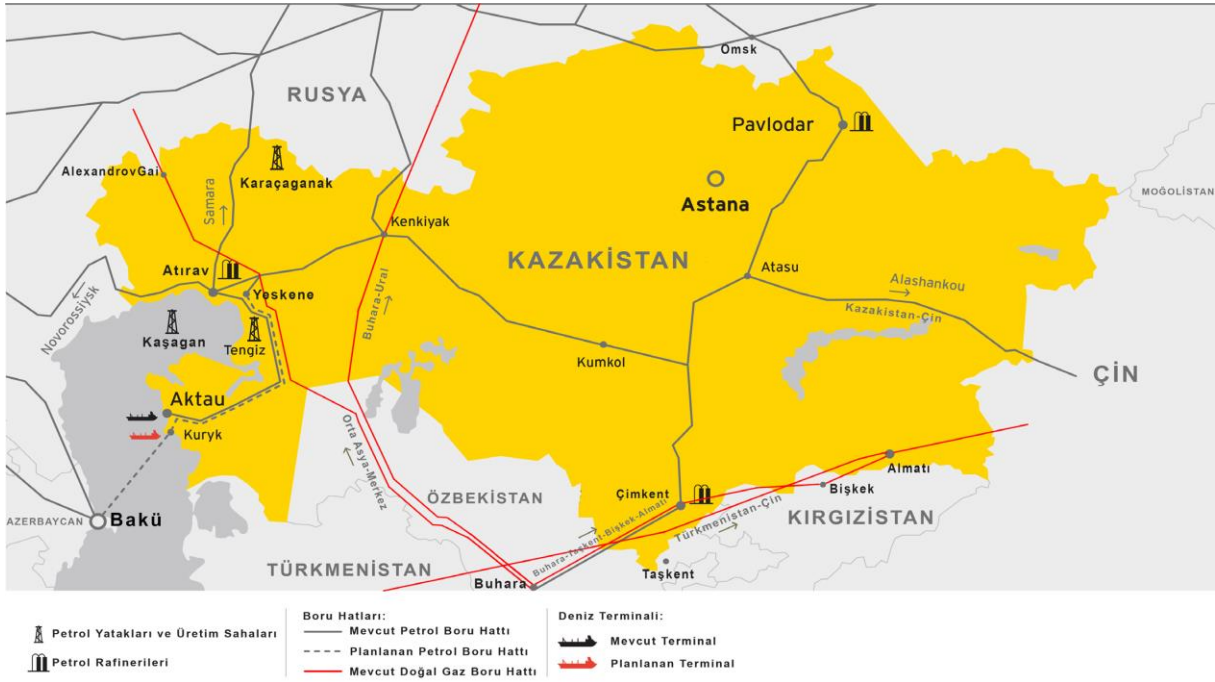 Omsk
RUSYA
Pavlodar
AlexandrovGai
Karaçaganak
MOĞOLİSTAN
Samara
Astana
Kenkiyak
KAZAKİSTAN
Atırav
Atasu
Yeskene
Alashankou
Novorossiysk
Buhara-Ural
Kazakistan-Çin
Kaşagan
Tengiz
Kumkol
ÇİN
Aktau
Kuryk
Orta Asya-Merkez
Almatı
Bişkek
ÖZBEKİSTAN
Çimkent
AZERBAYCAN
Bakü
Buhara-Taşkent-Bişkek-Almatı
Türkmenistan-Çin
KIRGIZİSTAN
TÜRKMENİSTAN
Buhara
Taşkent
Petrol Yatakları ve Üretim Sahaları
Petrol Rafinerileri
Boru Hatları:
Mevcut Petrol Boru Hattı
Planlanan Petrol Boru Hattı
Mevcut Doğal Gaz Boru Hattı
Deniz Terminali:
Mevcut Terminal
Planlanan Terminal